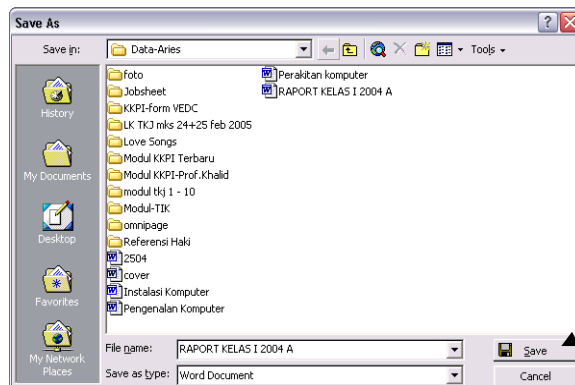 Save As
Save in: Data-Aries Tools
History
My Documents
Desktop
Favorites
My Network Places
foto
Jobsheet
KKPI-form VEDC
LK TKJ mks 24+25 feb 2005
Love Songs
Modul KKPI Terbaru
Modul KKPI-Prof.Khalid
modul tkj 1 - 10
Modul-TIK
omnipage
Referensi Haki
2504
cover
Instalasi Komputer
Pengenalan Komputer
Perakitan komputer
RAPORT KELAS I 2004 A
File name: RAPORT KELAS I 2004 A Save
Save as type: Word Document Cancel